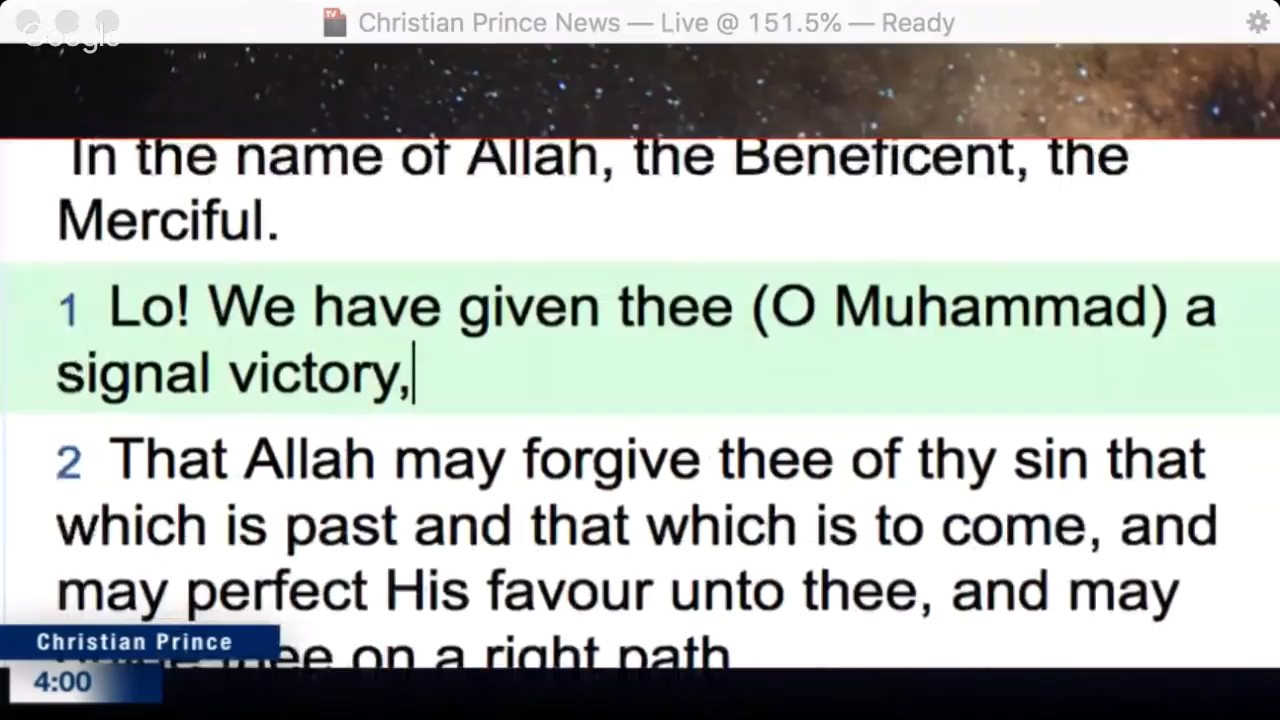 Christian Prince News — Live @ 151.5% — Ready
Google
In the name of Allah, the Beneficent, the
Merciful.
1 Lo! We have given thee (O Muhammad) a
signal victory,
2 That Allah may forgive thee of thy sin that
which is past and that which is to come, and
may perfect His favour unto thee, and may
Christian Prince
thee on a right path
4:00